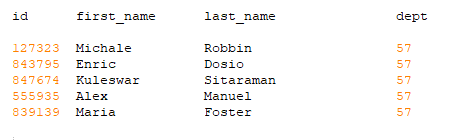 id first_name last_name dept
127323 Michale Robbin 57
843795 Enric Dosio 57
847674 Kuleswar Sitaraman 57
555935 Alex Manuel 57
839139 Maria Foster 57